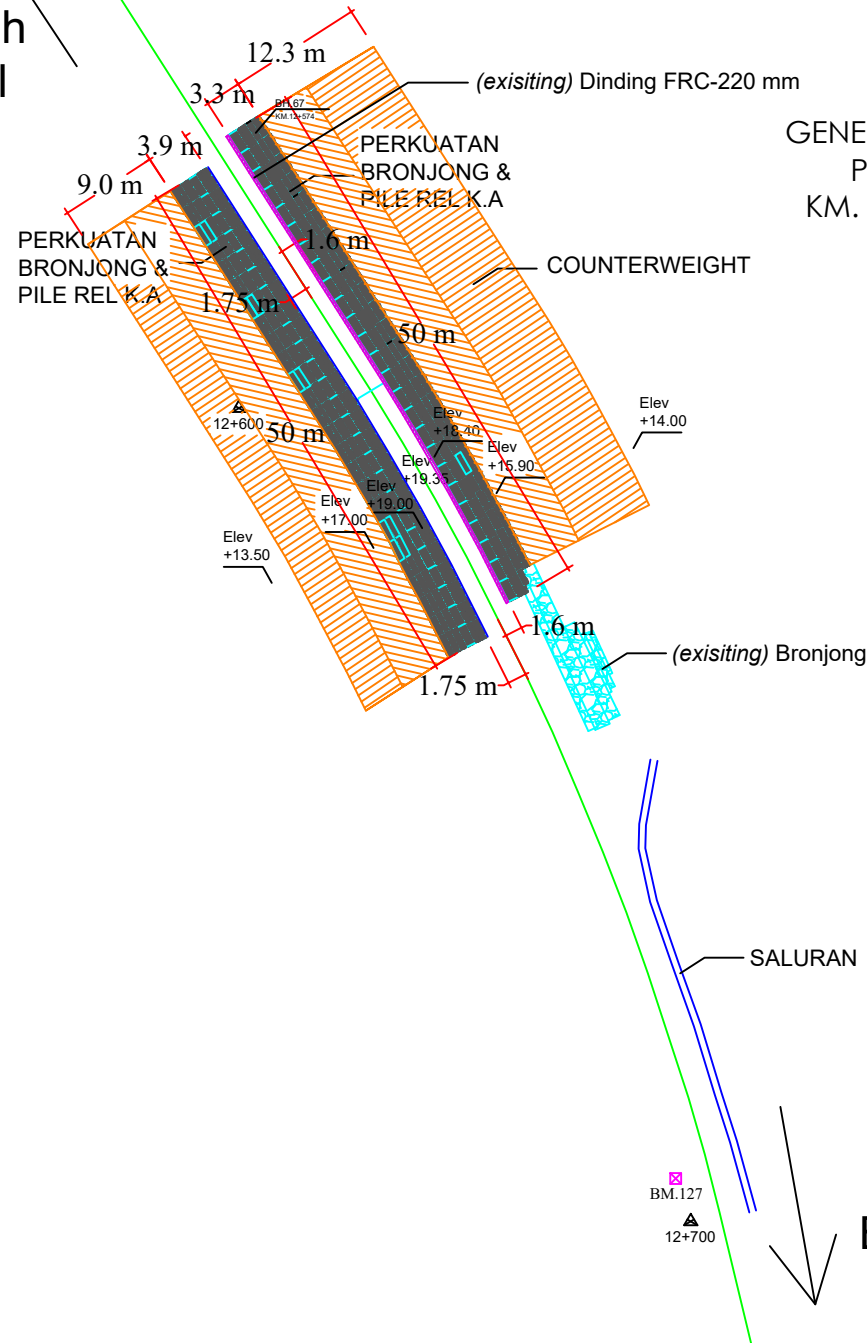 h
l
12.3 m
(exisiting) Dinding FRC-220 mm
3.3 m
BH.67
KM.12+574
GENE
P
KM.
PERKUATAN
BRONJONG &
PILE REL K.A
3.9 m
9.0 m
PERKUATAN
BRONJONG &
PILE REL K.A
1.6 m
COUNTERWEIGHT
1.75 m
50 m
12+600
50 m
Elev
+14.00
Elev
+18.40
Elev
+15.90
Elev
+19.35
Elev
+19.00
Elev
+17.00
Elev
+13.50
1.6 m
(exisiting) Bronjong
1.75 m
SALURAN
BM.127
12+700